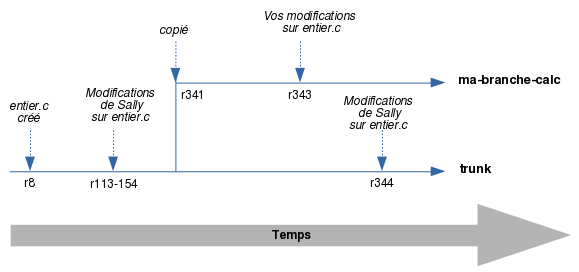 Vos modifications
sur entier.c
copié
ma-branche-calc
r341
r343
entier.c
créé
Modifications
de Sally
sur entier.c
Modifications
de Sally
sur entier.c
trunk
r8
r113-154
r344
Temps